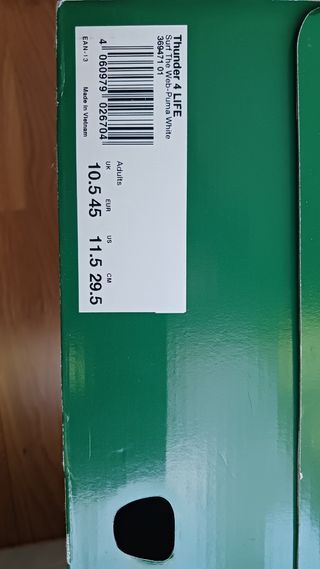 Thunder 4 LIFE
Surf The Web-Puma White
369471 01
4 060979 026704
EAN-13
Made in Vietnam
Adults
UK EUR US CM
10.5 45 11.5 29.5